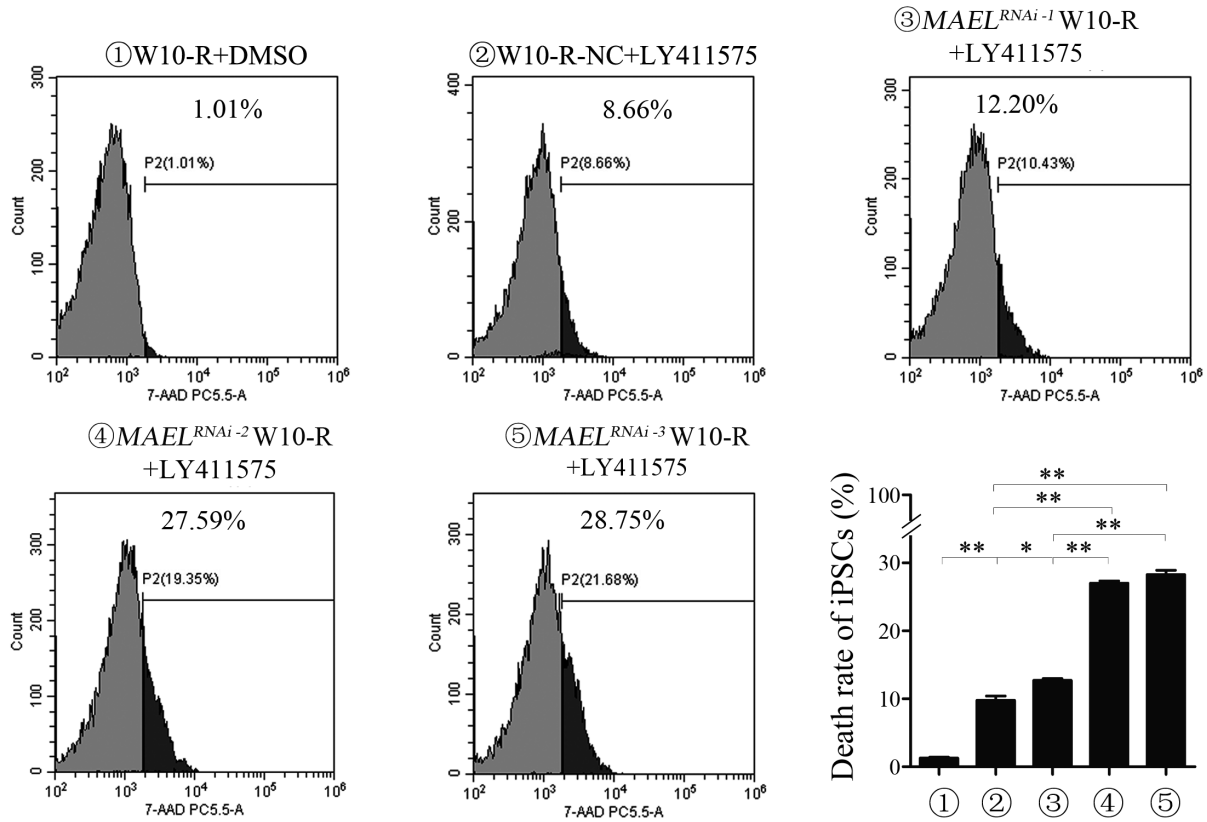 ①W10-R+DMSO
1.01%
P2(1.01%)
300
200
100
0
Count
10² 10³ 10⁴ 10⁵ 10⁶
7-AAD PC5.5-A
②W10-R-NC+LY411575
8.66%
P2(8.66%)
400
200
0
Count
10² 10³ 10⁴ 10⁵ 10⁶
7-AAD PC5.5-A
③MAEL^RNAi-1 W10-R
+LY411575
12.20%
P2(10.43%)
300
200
100
0
Count
10² 10³ 10⁴ 10⁵ 10⁶
7-AAD PC5.5-A
④MAEL^RNAi-2 W10-R
+LY411575
27.59%
P2(19.35%)
300
200
100
0
Count
10² 10³ 10⁴ 10⁵ 10⁶
7-AAD PC5.5-A
⑤MAEL^RNAi-3 W10-R
+LY411575
28.75%
P2(21.68%)
300
200
100
0
Count
10² 10³ 10⁴ 10⁵ 10⁶
7-AAD PC5.5-A
Death rate of iPSCs (%)
100
30
20
10
0
**
**
**
** * **
① ② ③ ④ ⑤